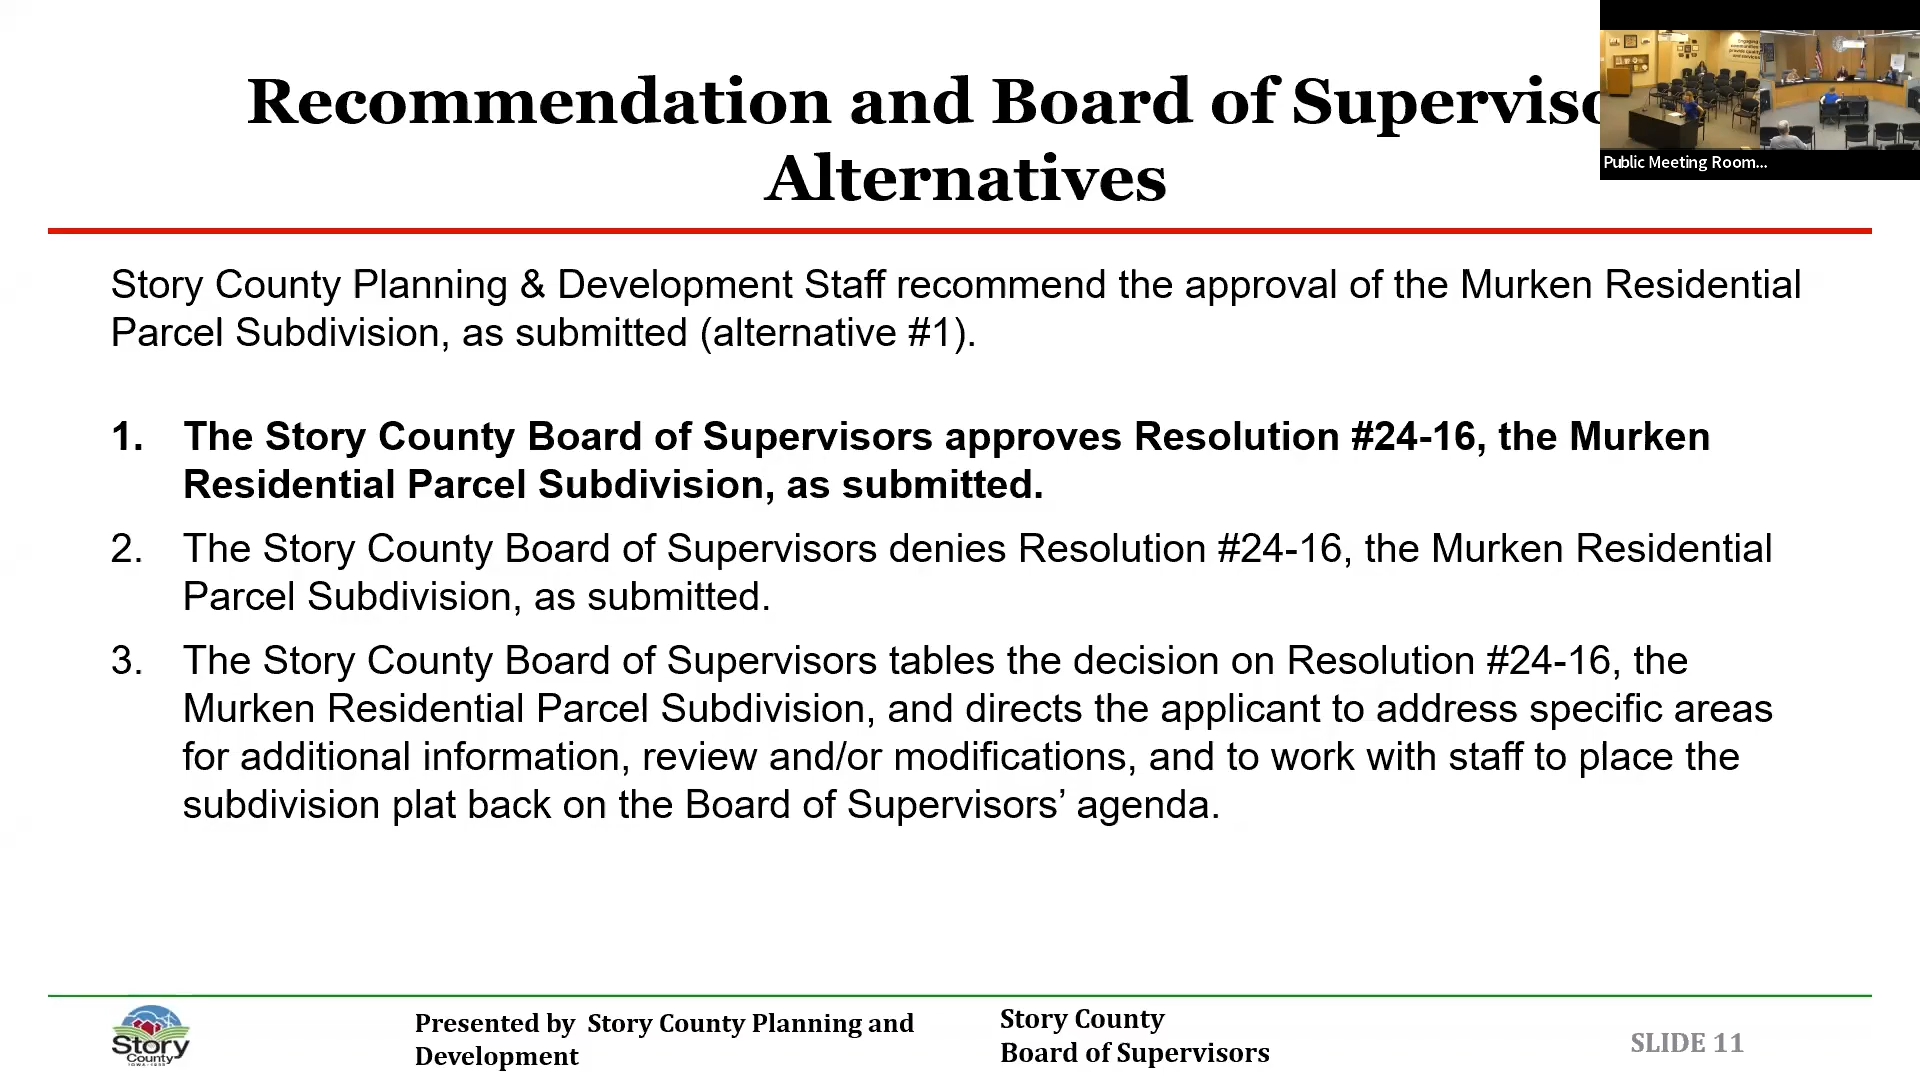 Recommendation and Board of Superviso
Alternatives
Public Meeting Room...
Story County Planning & Development Staff recommend the approval of the Murken Residential
Parcel Subdivision, as submitted (alternative #1).
1. The Story County Board of Supervisors approves Resolution #24-16, the Murken
Residential Parcel Subdivision, as submitted.
2. The Story County Board of Supervisors denies Resolution #24-16, the Murken Residential
Parcel Subdivision, as submitted.
3. The Story County Board of Supervisors tables the decision on Resolution #24-16, the
Murken Residential Parcel Subdivision, and directs the applicant to address specific areas
for additional information, review and/or modifications, and to work with staff to place the
subdivision plat back on the Board of Supervisors’ agenda.
Story
County
Presented by Story County Planning and
Development
Story County
Board of Supervisors
SLIDE 11